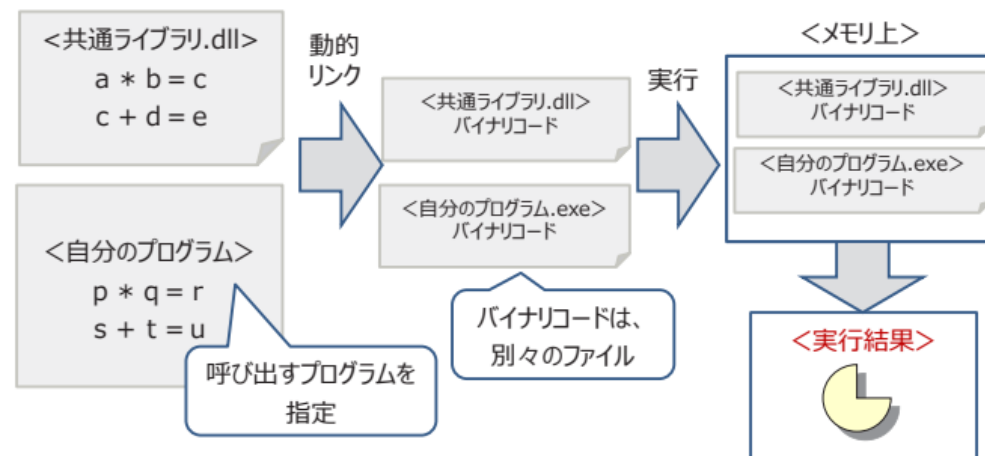 <共通ライブラリ.dll>
a * b = c
c + d = e
動的
リンク
<共通ライブラリ.dll>
バイナリコード
実行
<メモリ上>
<共通ライブラリ.dll>
バイナリコード
<自分のプログラム.exe>
バイナリコード
<自分のプログラム>
p * q = r
s + t = u
<自分のプログラム.exe>
バイナリコード
呼び出すプログラムを
指定
バイナリコードは、
別々のファイル
<実行結果>